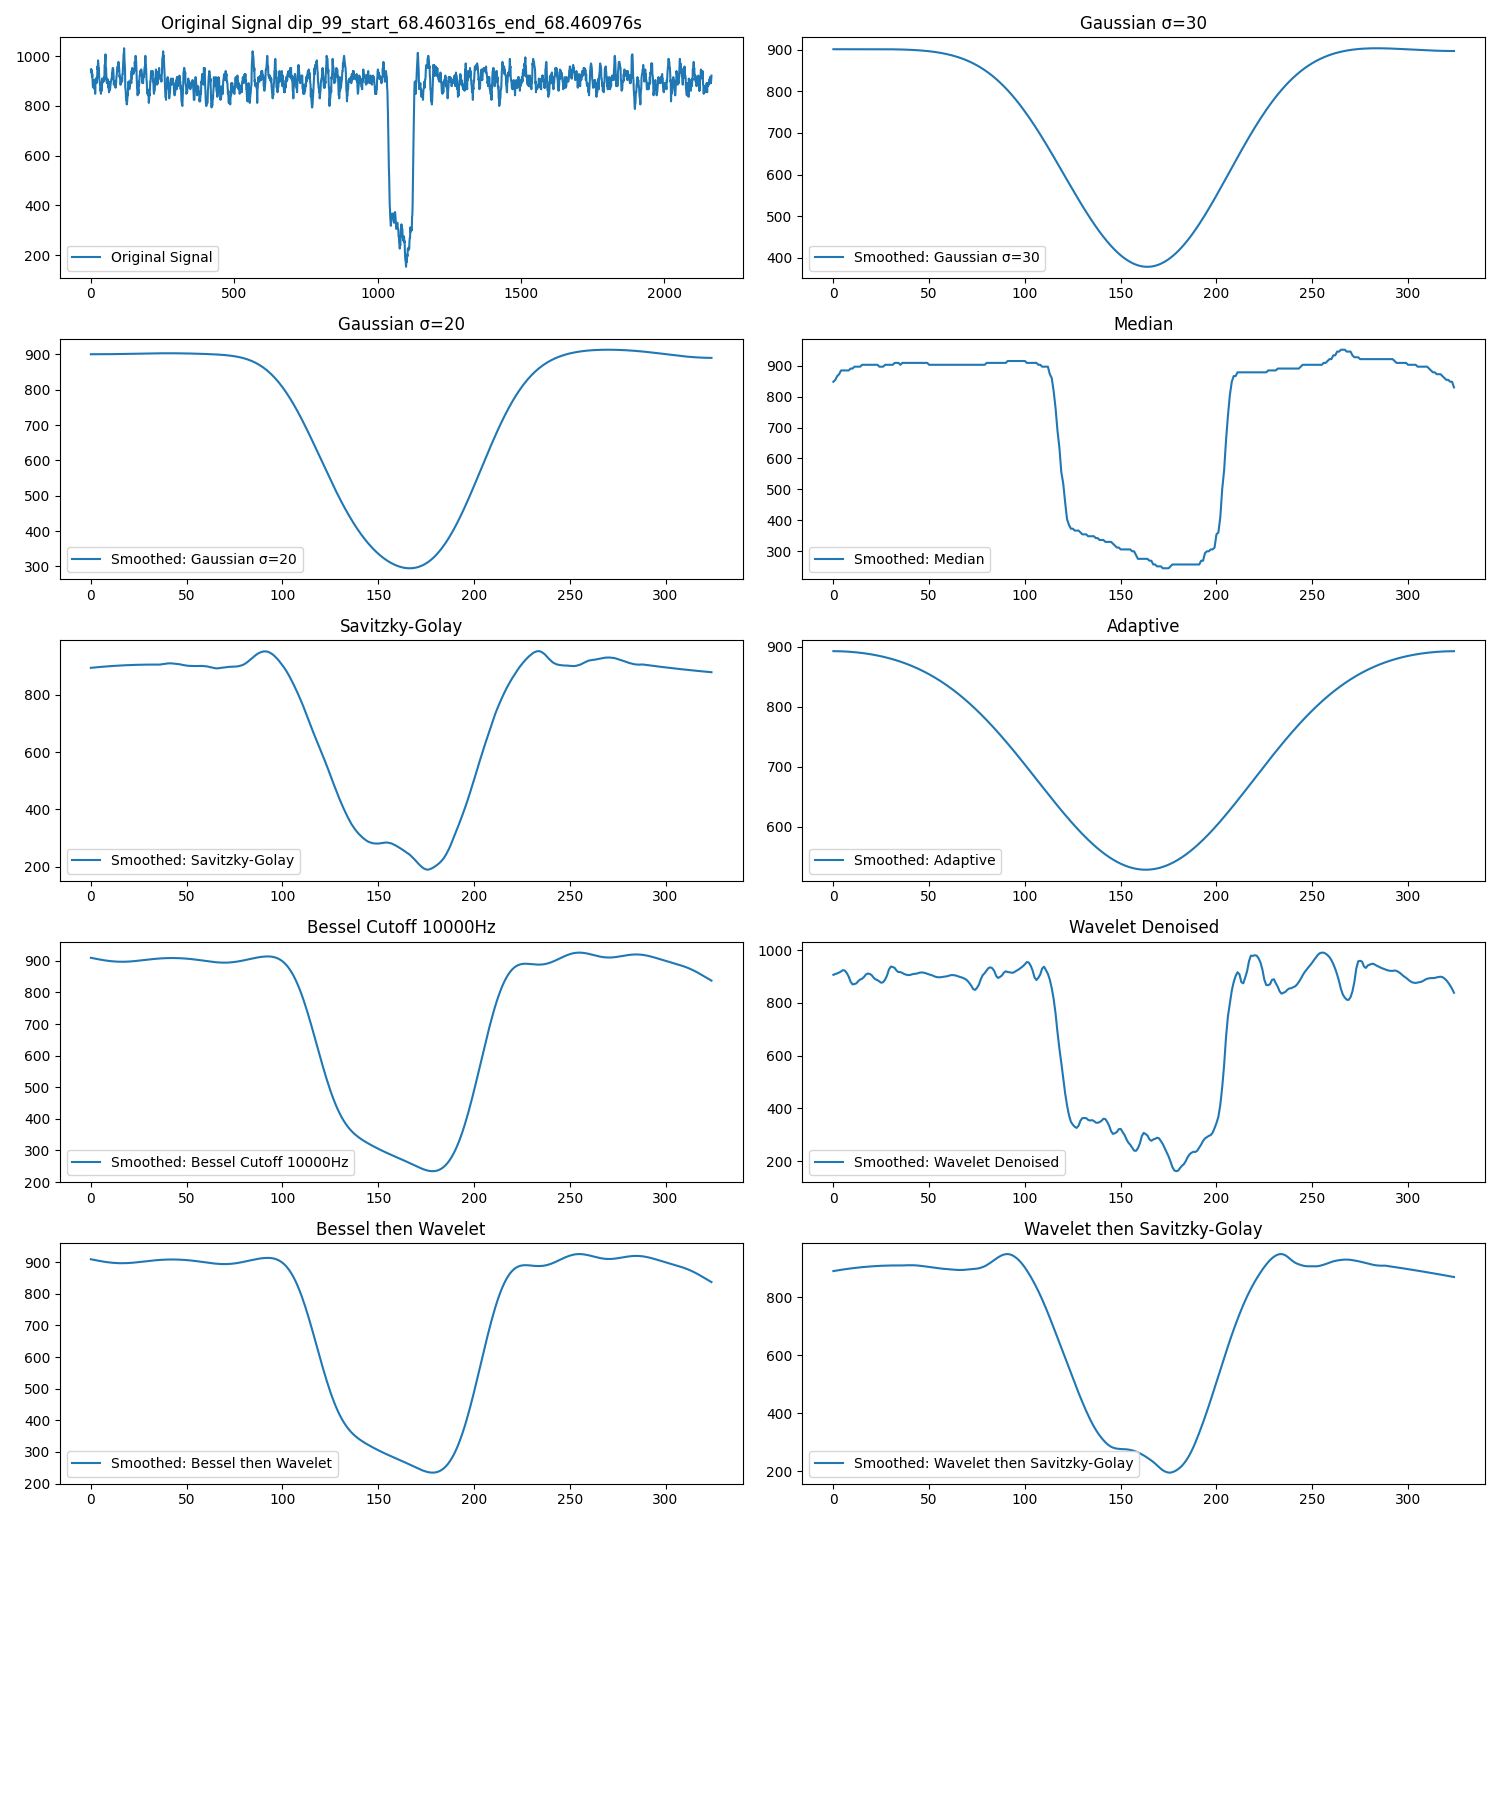 Original Signal dip_99_start_68.460316s_end_68.460976s
1000
800
600
400
200
Original Signal
0 500 1000 1500 2000
Gaussian σ=30
900
800
700
600
500
400
Smoothed: Gaussian σ=30
0 50 100 150 200 250 300
Gaussian σ=20
900
800
700
600
500
400
300
Smoothed: Gaussian σ=20
0 50 100 150 200 250 300
Median
900
800
700
600
500
400
300
Smoothed: Median
0 50 100 150 200 250 300
Savitzky-Golay
800
600
400
200
Smoothed: Savitzky-Golay
0 50 100 150 200 250 300
Adaptive
900
800
700
600
Smoothed: Adaptive
0 50 100 150 200 250 300
Bessel Cutoff 10000Hz
900
800
700
600
500
400
300
200
Smoothed: Bessel Cutoff 10000Hz
0 50 100 150 200 250 300
Wavelet Denoised
1000
800
600
400
200
Smoothed: Wavelet Denoised
0 50 100 150 200 250 300
Bessel then Wavelet
900
800
700
600
500
400
300
200
Smoothed: Bessel then Wavelet
0 50 100 150 200 250 300
Wavelet then Savitzky-Golay
800
600
400
200
Smoothed: Wavelet then Savitzky-Golay
0 50 100 150 200 250 300